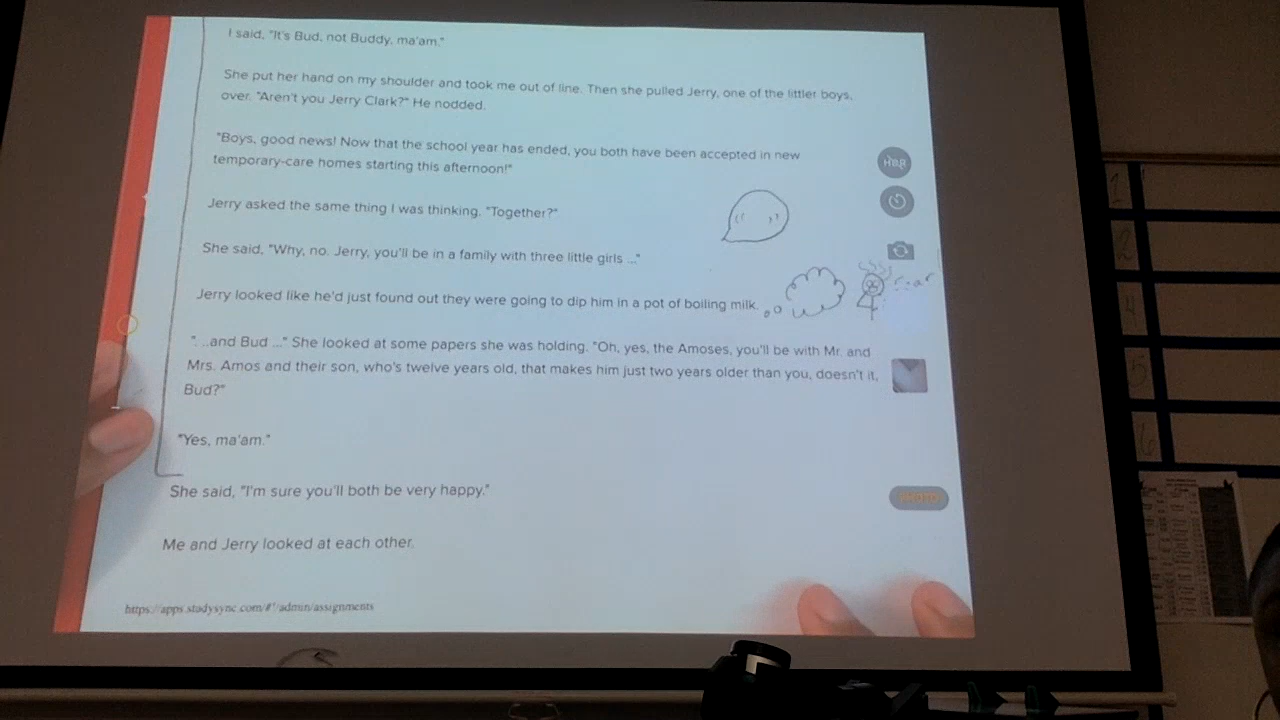 I said, "It's Bud, not Buddy, ma'am."
She put her hand on my shoulder and took me out of line. Then she pulled Jerry, one of the littler boys,
over. "Aren't you Jerry Clark?" He nodded.
"Boys, good news! Now that the school year has ended, you both have been accepted in new
temporary-care homes starting this afternoon!"
HDR
Jerry asked the same thing I was thinking. "Together?"
She said, "Why, no. Jerry, you'll be in a family with three little girls ..."
Jerry looked like he'd just found out they were going to dip him in a pot of boiling milk.
"...and Bud ..." She looked at some papers she was holding. "Oh, yes, the Amoses, you'll be with Mr. and
Mrs. Amos and their son, who's twelve years old, that makes him just two years older than you, doesn't it,
Bud?"
"Yes, ma'am."
She said, "I'm sure you'll both be very happy."
PHOTO
Me and Jerry looked at each other.
https://apps.studysync.com/#!/admin/assignments
1
2
4
5
6